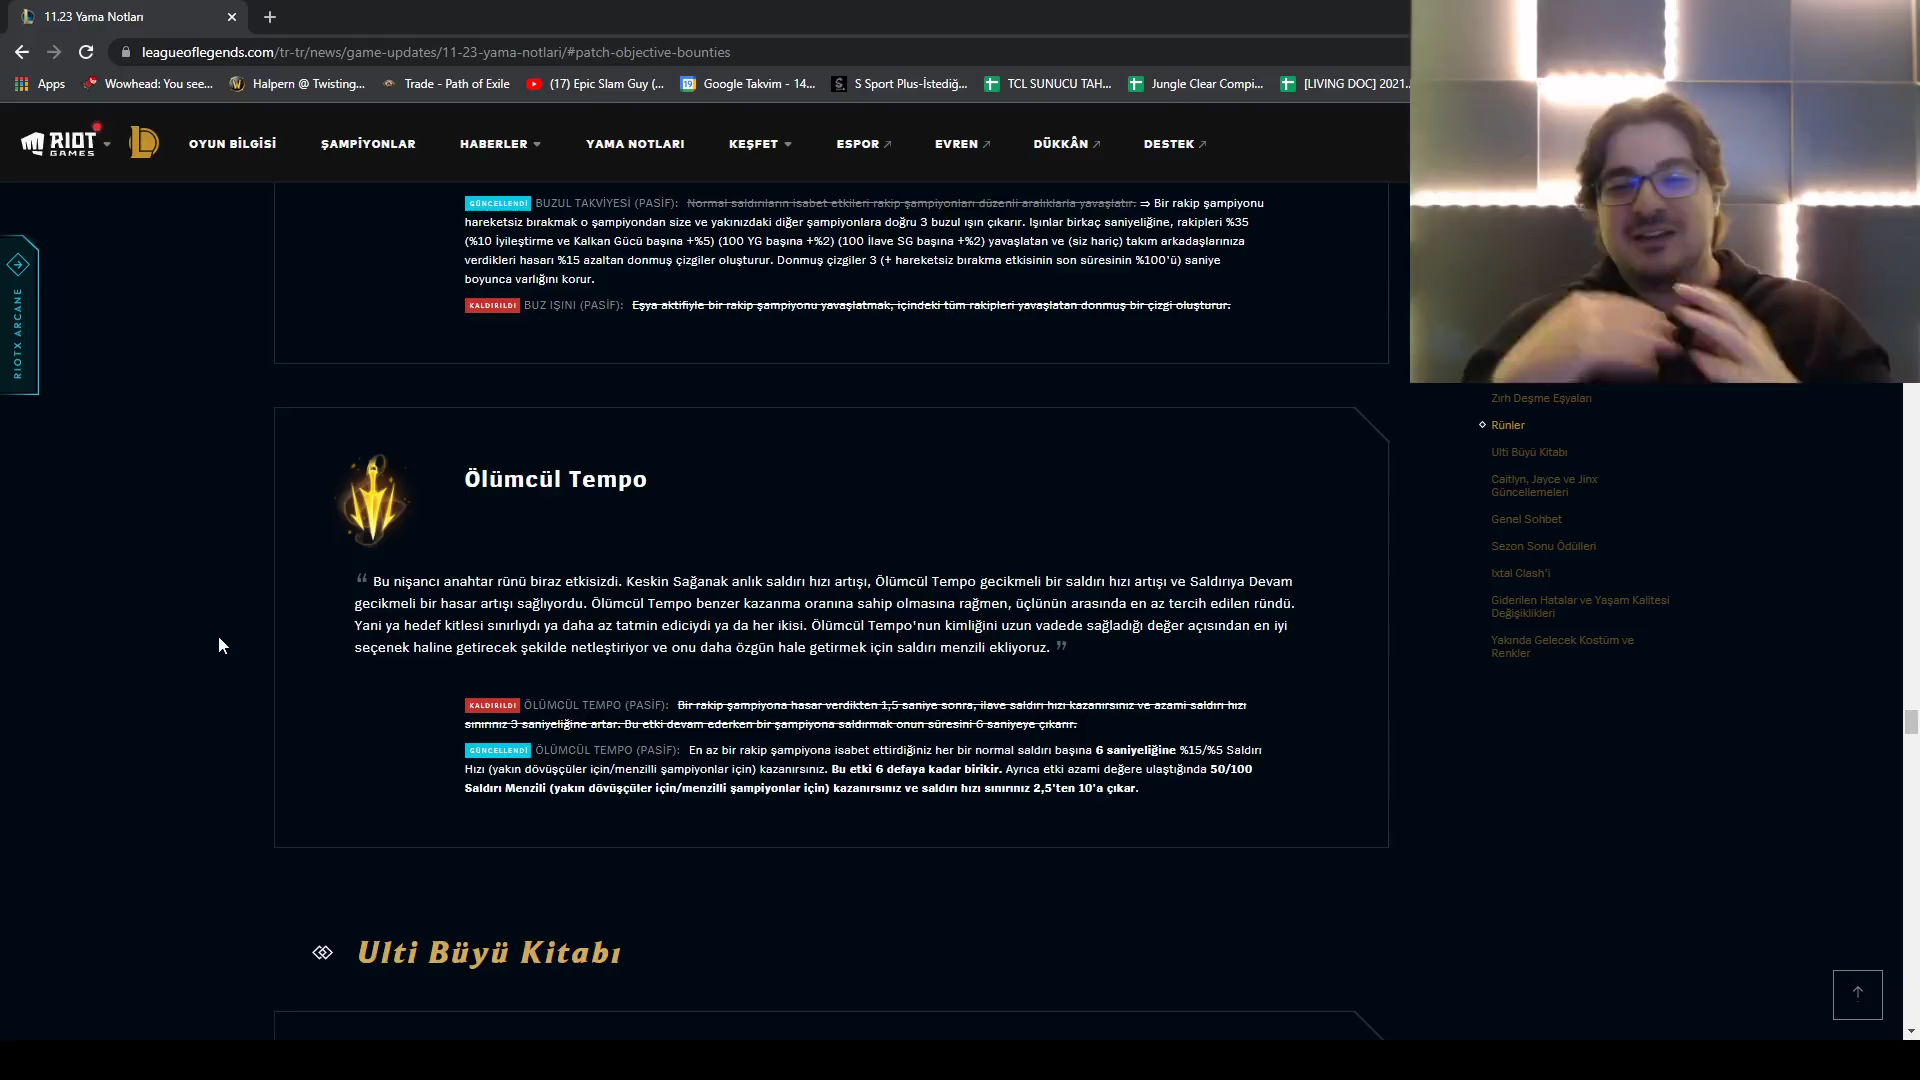 11.23 Yama Notları
leagueoflegends.com/tr-tr/news/game-updates/11-23-yama-notlari/#patch-objective-bounties
Apps
Wowhead: You see...
Halpern @ Twisting...
Trade - Path of Exile
(17) Epic Slam Guy (...
Google Takvim - 14...
S Sport Plus-İstediğ...
TCL SUNUCU TAH...
Jungle Clear Compi...
[LIVING DOC] 2021...
RIOT GAMES
OYUN BİLGİSİ
ŞAMPİYONLAR
HABERLER
YAMA NOTLARI
KEŞFET
ESPOR
EVREN
DÜKKÂN
DESTEK
RIOTX ARCANE
GÜNCELLENDİ BUZUL TAKVİYESİ (PASİF): Normal saldırıların isabet etkileri rakip şampiyonları düzenli aralıklarla yavaşlatır. ⇒ Bir rakip şampiyonu
hareketsiz bırakmak o şampiyondan size ve yakınızdaki diğer şampiyonlara doğru 3 buzul ışın çıkarır. Işınlar birkaç saniyeliğine, rakipleri %35
(%10 İyileştirme ve Kalkan Gücü başına +%5) (100 YG başına +%2) (100 İlave SG başına +%2) yavaşlatan ve (siz hariç) takım arkadaşlarınıza
verdikleri hasarı %15 azaltan donmuş çizgiler oluşturur. Donmuş çizgiler 3 (+ hareketsiz bırakma etkisinin son süresinin %100'ü) saniye
boyunca varlığını korur.
KALDIRILDI BUZ IŞINI (PASİF): Eşya aktifiyle bir rakip şampiyonu yavaşlatmak, içindeki tüm rakipleri yavaşlatan donmuş bir çizgi oluşturur.
Ölümcül Tempo
“ Bu nişancı anahtar rünü biraz etkisizdi. Keskin Sağanak anlık saldırı hızı artışı, Ölümcül Tempo gecikmeli bir saldırı hızı artışı ve Saldırıya Devam
gecikmeli bir hasar artışı sağlıyordu. Ölümcül Tempo benzer kazanma oranına sahip olmasına rağmen, üçlünün arasında en az tercih edilen ründü.
Yani ya hedef kitlesi sınırlıydı ya daha az tatmin ediciydi ya da her ikisi. Ölümcül Tempo'nun kimliğini uzun vadede sağladığı değer açısından en iyi
seçenek haline getirecek şekilde netleştiriyor ve onu daha özgün hale getirmek için saldırı menzili ekliyoruz. ”
KALDIRILDI ÖLÜMCÜL TEMPO (PASİF): Bir rakip şampiyona hasar verdikten 1,5 saniye sonra, ilave saldırı hızı kazanırsınız ve azami saldırı hızı
sınırınız 3 saniyeliğine artar. Bu etki devam ederken bir şampiyona saldırmak onun süresini 6 saniyeye çıkarır.
GÜNCELLENDİ ÖLÜMCÜL TEMPO (PASİF): En az bir rakip şampiyona isabet ettirdiğiniz her bir normal saldırı başına 6 saniyeliğine %15/%5 Saldırı
Hızı (yakın dövüşçüler için/menzilli şampiyonlar için) kazanırsınız. Bu etki 6 defaya kadar birikir. Ayrıca etki azami değere ulaştığında 50/100
Saldırı Menzili (yakın dövüşçüler için/menzilli şampiyonlar için) kazanırsınız ve saldırı hızı sınırınız 2,5'ten 10'a çıkar.
Ulti Büyü Kitabı
Zırh Deşme Eşyaları
Rünler
Ulti Büyü Kitabı
Caitlyn, Jayce ve Jinx
Güncellemeleri
Genel Sohbet
Sezon Sonu Ödülleri
Ixtal Clash'i
Giderilen Hatalar ve Yaşam Kalitesi
Değişiklikleri
Yakında Gelecek Kostüm ve
Renkler